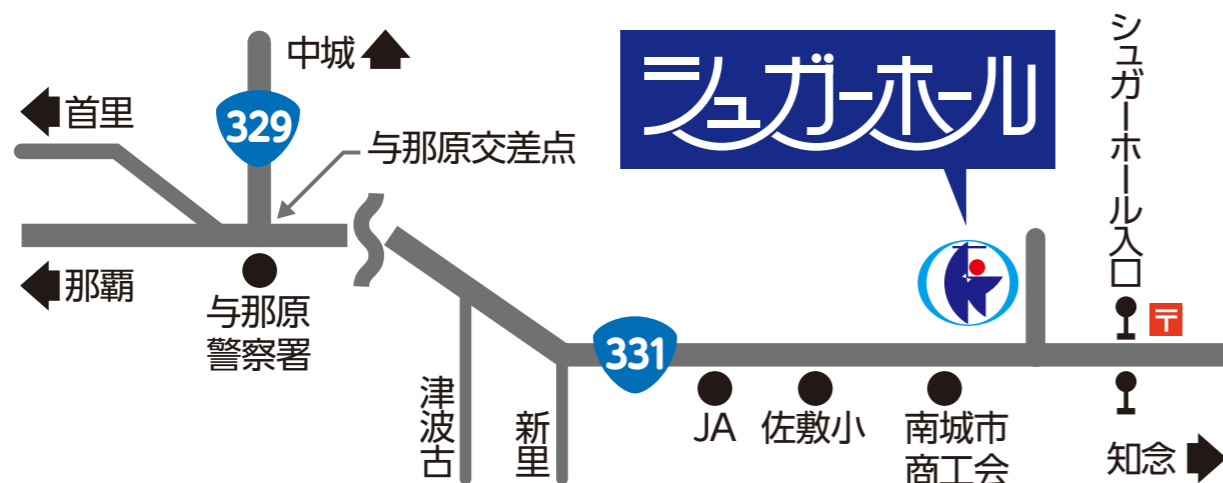 中城
首里
329
与那原交差点
シュガーホール
シュガーホール入口
那覇
与那原
警察署
〒
331
津波古
新里
JA
佐敷小
南城市
商工会
知念